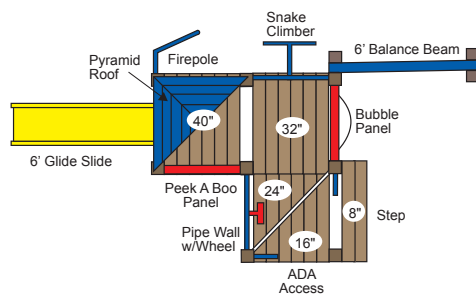 Snake
Climber
6' Balance Beam
Firepole
Pyramid
Roof
40"
32"
Bubble
Panel
6' Glide Slide
Peek A Boo
Panel
24"
8"
Step
Pipe Wall
w/Wheel
16"
ADA
Access